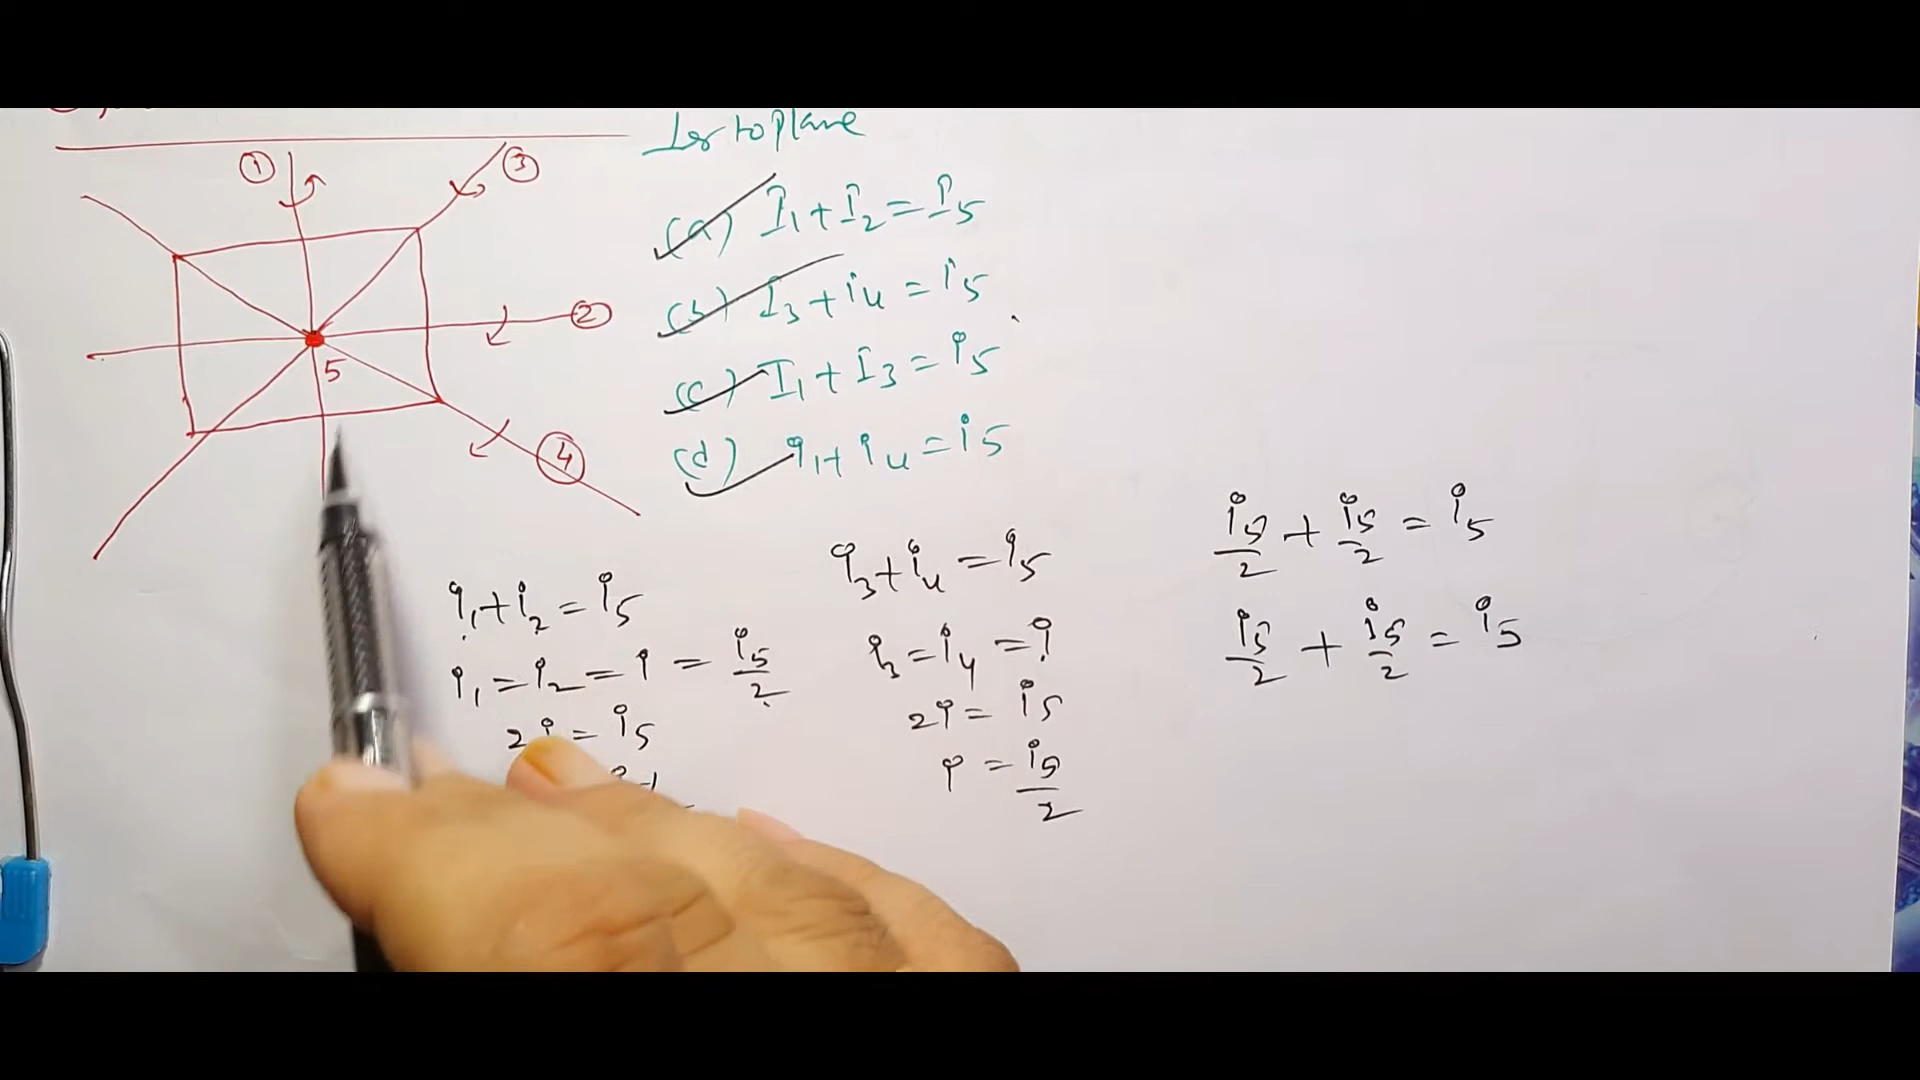 ① ③
②
5
④
⊥er to plane
(a) I₁ + I₂ = I₅
(b) I₃ + i₄ = i₅
(c) I₁ + I₃ = i₅
(d) i₁ + i₄ = i₅
i₁ + i₂ = i₅
i₁ = i₂ = i = i₅/2
2i = i₅
i₃ + i₄ = i₅
i₃ = i₄ = i
2i = i₅
i = i₅/2
i₅/2 + i₅/2 = i₅
i₅/2 + i₅/2 = i₅